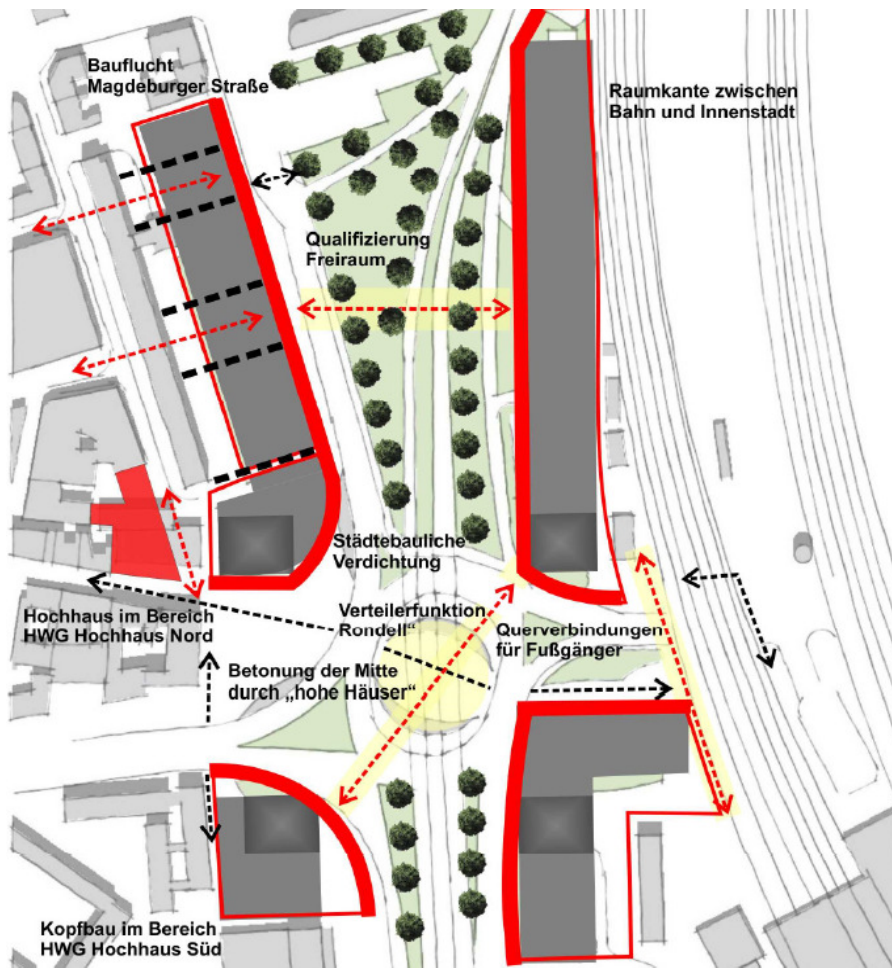 Bauflucht
Magdeburger Straße
Raumkante zwischen
Bahn und Innenstadt
Qualifizierung
Freiraum
Städtebauliche
Verdichtung
Hochhaus im Bereich
HWG Hochhaus Nord
Verteilerfunktion
Rondell“
Querverbindungen
für Fußgänger
Betonung der Mitte
durch „hohe Häuser“
Kopfbau im Bereich
HWG Hochhaus Süd